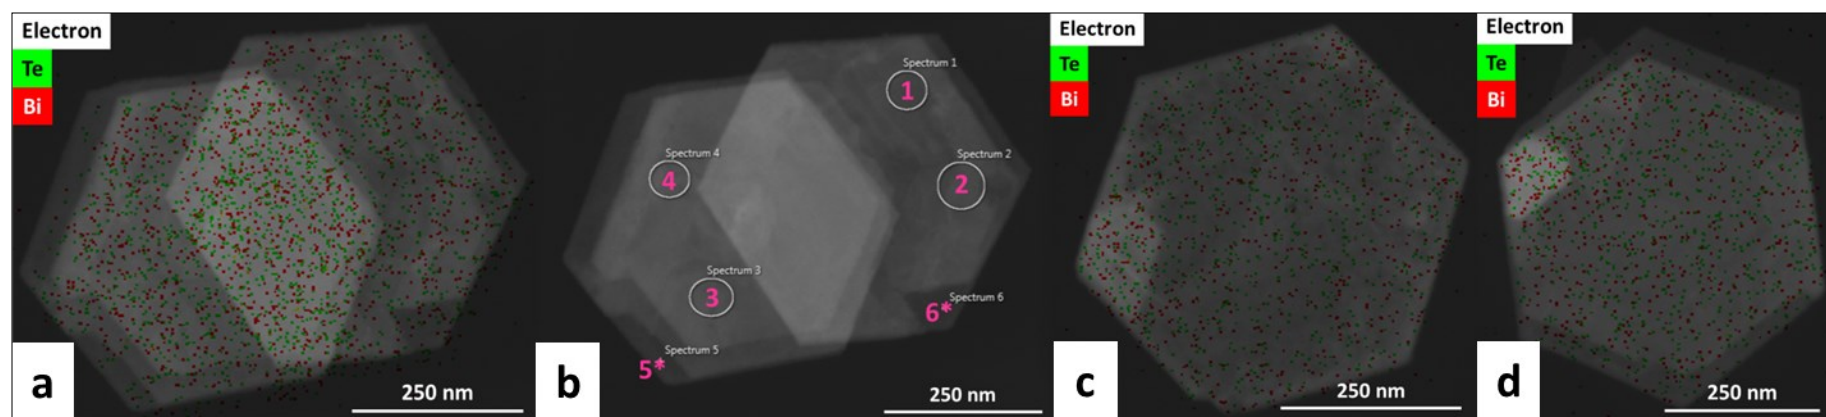 Electron
Te
Bi
a
250 nm
Spectrum 1
1
Spectrum 2
2
Spectrum 4
4
Spectrum 3
3
Spectrum 6
6*
Spectrum 5
5*
b
250 nm
Electron
Te
Bi
c
250 nm
Electron
Te
Bi
d
250 nm